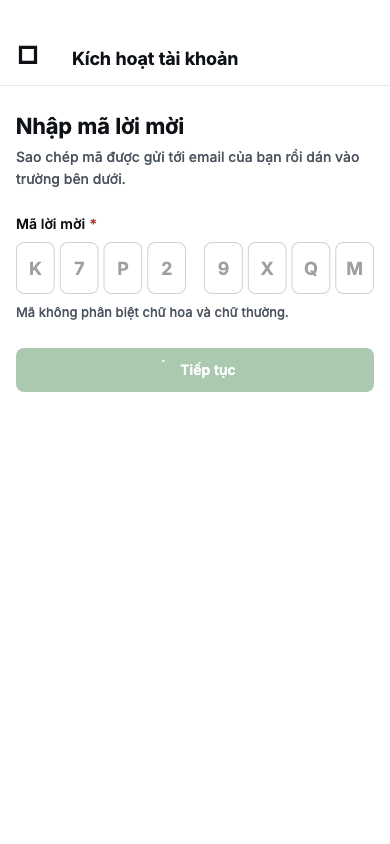 Kích hoạt tài khoản
Nhập mã lời mời
Sao chép mã được gửi tới email của bạn rồi dán vào
trường bên dưới.
Mã lời mời *
K 7 P 2 9 X Q M
Mã không phân biệt chữ hoa và chữ thường.
Tiếp tục